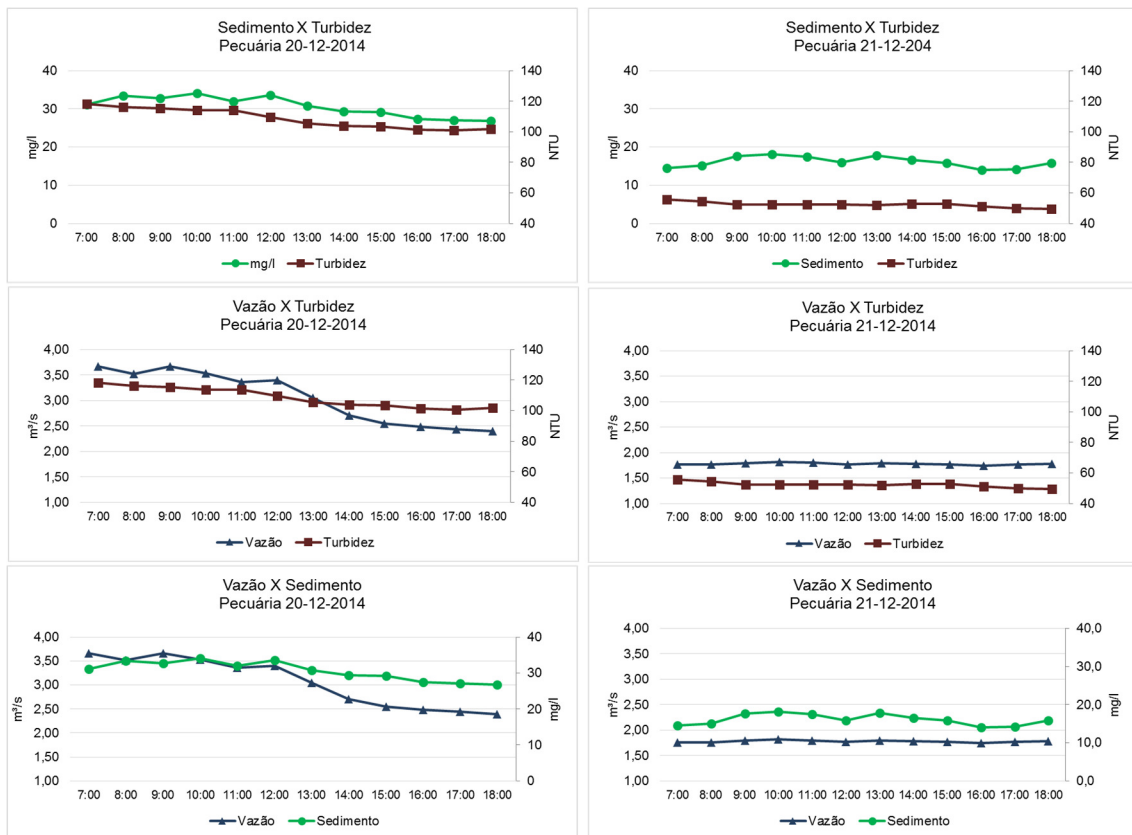 Sedimento X Turbidez
Pecuária 20-12-2014
40
30
20
10
0
mg/l
140
120
100
80
60
40
NTU
7:00 8:00 9:00 10:00 11:00 12:00 13:00 14:00 15:00 16:00 17:00 18:00
mg/l Turbidez
Sedimento X Turbidez
Pecuária 21-12-204
40
30
20
10
0
mg/l
140
120
100
80
60
40
NTU
7:00 8:00 9:00 10:00 11:00 12:00 13:00 14:00 15:00 16:00 17:00 18:00
Sedimento Turbidez
Vazão X Turbidez
Pecuária 20-12-2014
4,00
3,50
3,00
2,50
2,00
1,50
1,00
m³/s
140
120
100
80
60
40
NTU
7:00 8:00 9:00 10:00 11:00 12:00 13:00 14:00 15:00 16:00 17:00 18:00
Vazão Turbidez
Vazão X Turbidez
Pecuária 21-12-2014
4,00
3,50
3,00
2,50
2,00
1,50
1,00
m³/s
140
120
100
80
60
40
NTU
7:00 8:00 9:00 10:00 11:00 12:00 13:00 14:00 15:00 16:00 17:00 18:00
Vazão Turbidez
Vazão X Sedimento
Pecuária 20-12-2014
4,00
3,50
3,00
2,50
2,00
1,50
1,00
m³/s
40
30
20
10
0
mg/l
7:00 8:00 9:00 10:00 11:00 12:00 13:00 14:00 15:00 16:00 17:00 18:00
Vazão Sedimento
Vazão X Sedimento
Pecuária 21-12-2014
4,00
3,50
3,00
2,50
2,00
1,50
1,00
m³/s
40,0
30,0
20,0
10,0
0,0
mg/l
7:00 8:00 9:00 10:00 11:00 12:00 13:00 14:00 15:00 16:00 17:00 18:00
Vazão Sedimento